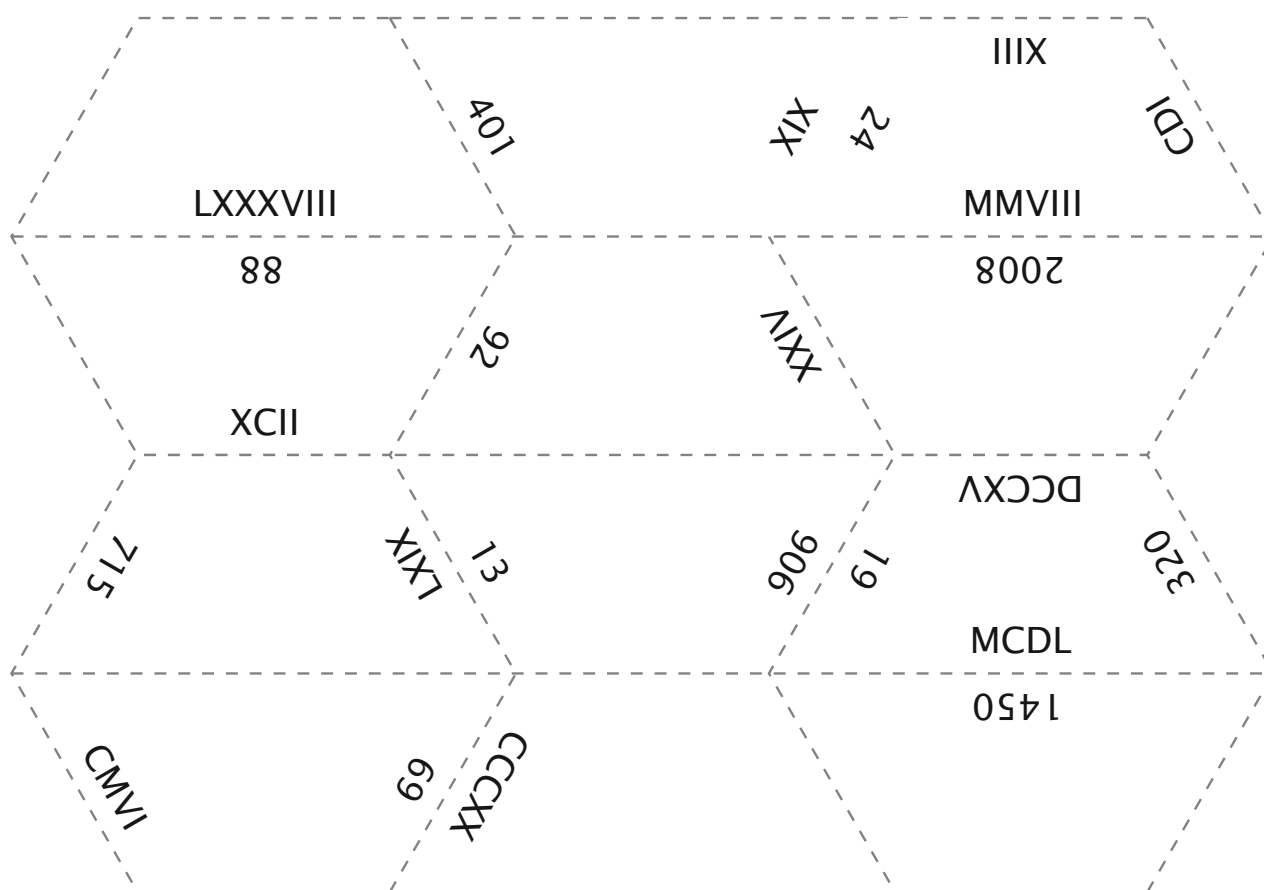 XIII
401
XIX
24
CDI
LXXXVIII
MMVIII
88
2008
92
XXIV
XCII
DCCXV
715
LXIX
13
906
19
320
MCDL
1450
CMVI
69
CCCXX